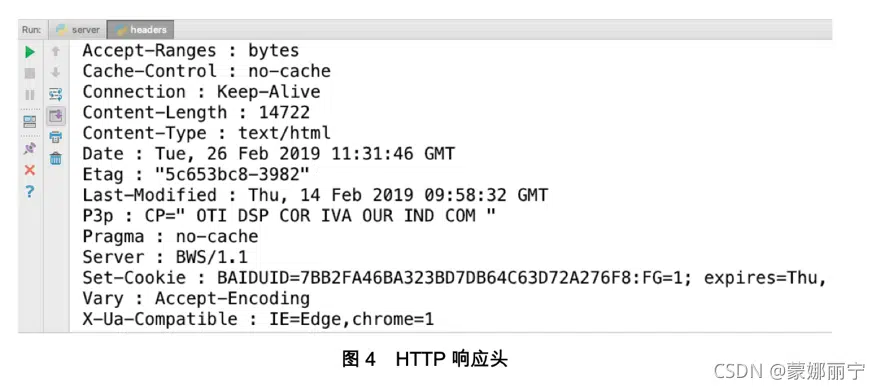 Run: server headers
Accept-Ranges : bytes
Cache-Control : no-cache
Connection : Keep-Alive
Content-Length : 14722
Content-Type : text/html
Date : Tue, 26 Feb 2019 11:31:46 GMT
Etag : "5c653bc8-3982"
Last-Modified : Thu, 14 Feb 2019 09:58:32 GMT
P3p : CP=" OTI DSP COR IVA OUR IND COM "
Pragma : no-cache
Server : BWS/1.1
Set-Cookie : BAIDUID=7BB2FA46BA323BD7DB64C63D72A276F8:FG=1; expires=Thu,
Vary : Accept-Encoding
X-Ua-Compatible : IE=Edge,chrome=1
图 4 HTTP 响应头
CSDN @蒙娜丽宁